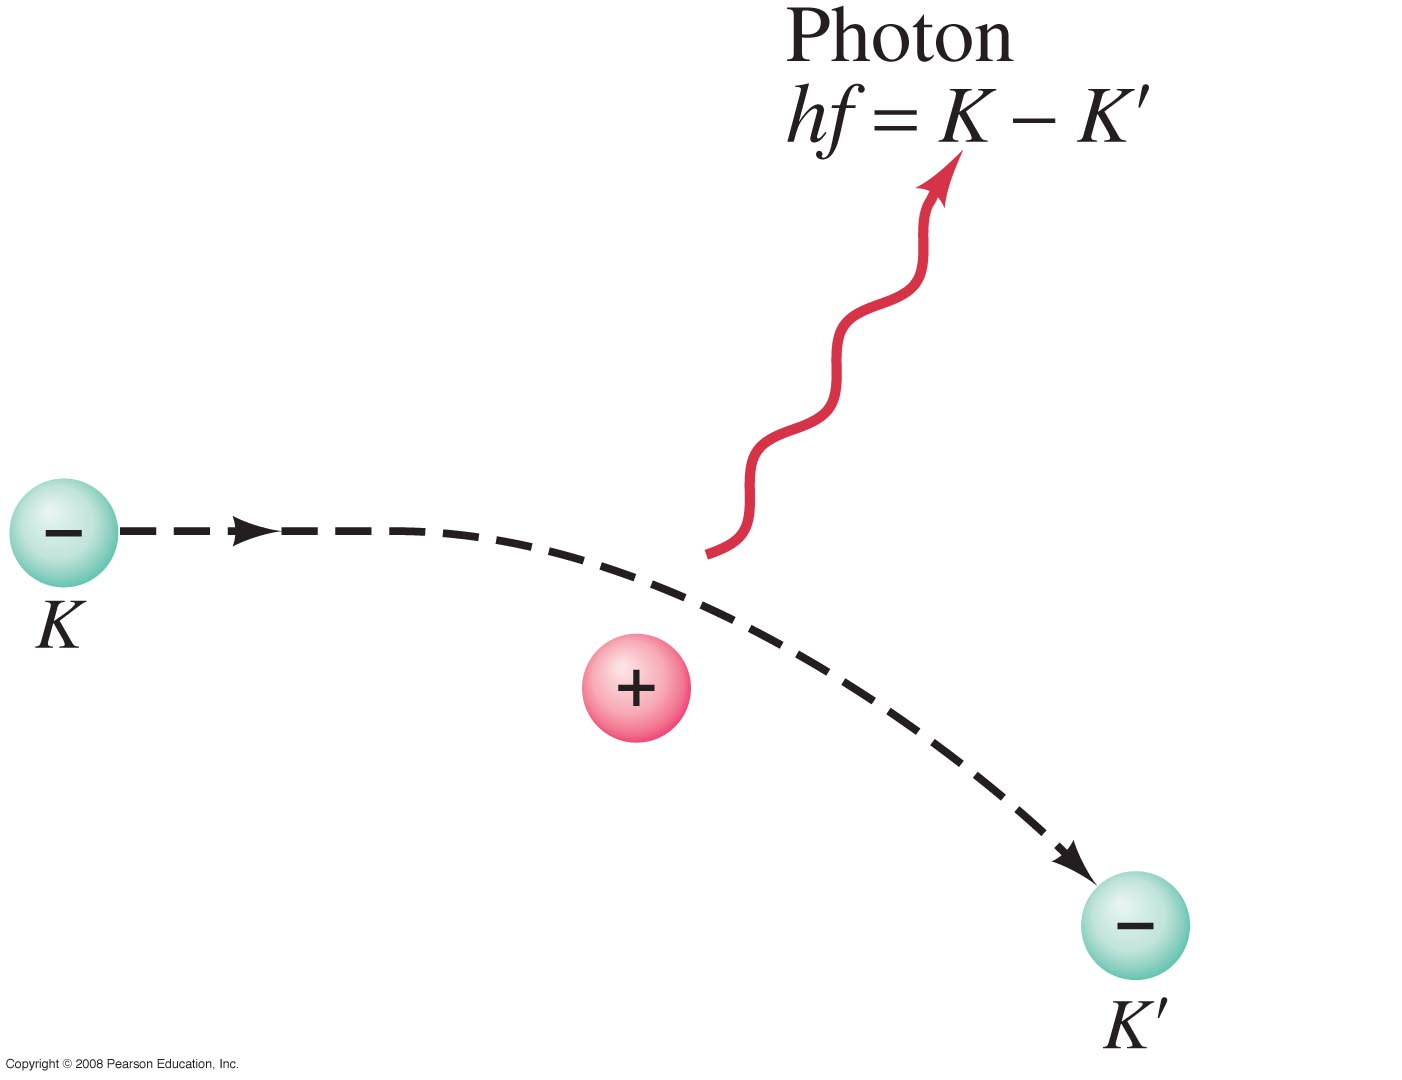 Photon
hf = K − K′
−
K
+
−
K′
Copyright © 2008 Pearson Education, Inc.